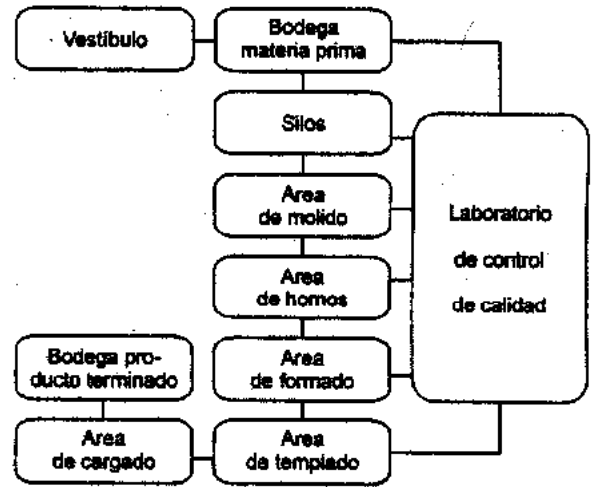 Vestíbulo
Bodega
materia prima
Silos
Area
de molido
Laboratorio
de control
de calidad
Area
de hornos
Bodega pro-
ducto terminado
Area
de formado
Area
de cargado
Area
de templado